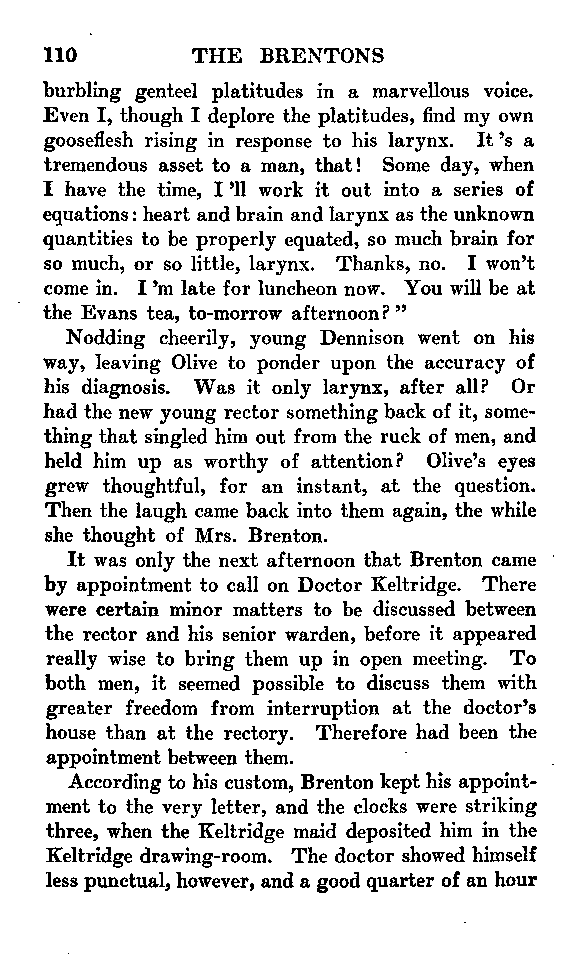 110 THE BRENTONS
burbling genteel platitudes in a marvellous voice.
Even I, though I deplore the platitudes, find my own
gooseflesh rising in response to his larynx. It 's a
tremendous asset to a man, that! Some day, when
I have the time, I 'll work it out into a series of
equations: heart and brain and larynx as the unknown
quantities to be properly equated, so much brain for
so much, or so little, larynx. Thanks, no. I won't
come in. I 'm late for luncheon now. You will be at
the Evans tea, to-morrow afternoon?"
Nodding cheerily, young Dennison went on his
way, leaving Olive to ponder upon the accuracy of
his diagnosis. Was it only larynx, after all? Or
had the new young rector something back of it, some-
thing that singled him out from the ruck of men, and
held him up as worthy of attention? Olive's eyes
grew thoughtful, for an instant, at the question.
Then the laugh came back into them again, the while
she thought of Mrs. Brenton.
It was only the next afternoon that Brenton came
by appointment to call on Doctor Keltridge. There
were certain minor matters to be discussed between
the rector and his senior warden, before it appeared
really wise to bring them up in open meeting. To
both men, it seemed possible to discuss them with
greater freedom from interruption at the doctor's
house than at the rectory. Therefore had been the
appointment between them.
According to his custom, Brenton kept his appoint-
ment to the very letter, and the clocks were striking
three, when the Keltridge maid deposited him in the
Keltridge drawing-room. The doctor showed himself
less punctual, however, and a good quarter of an hour